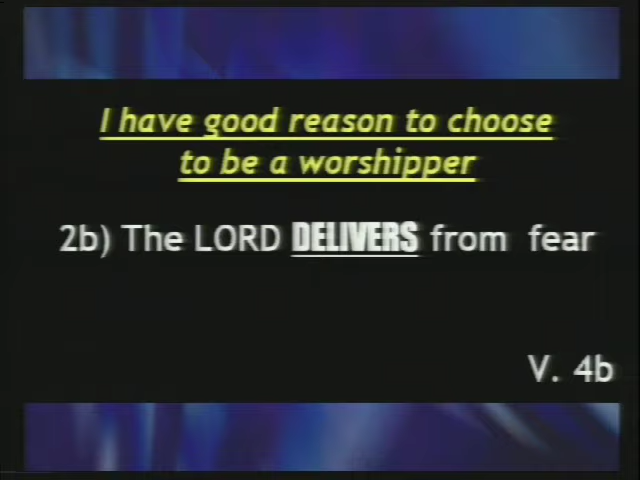 I have good reason to choose
to be a worshipper
2b) The LORD DELIVERS from fear
V. 4b